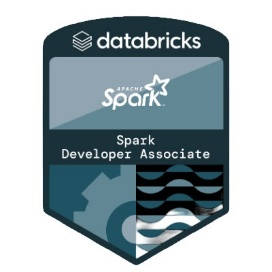 databricks
APACHE
Spark
Spark
Developer Associate